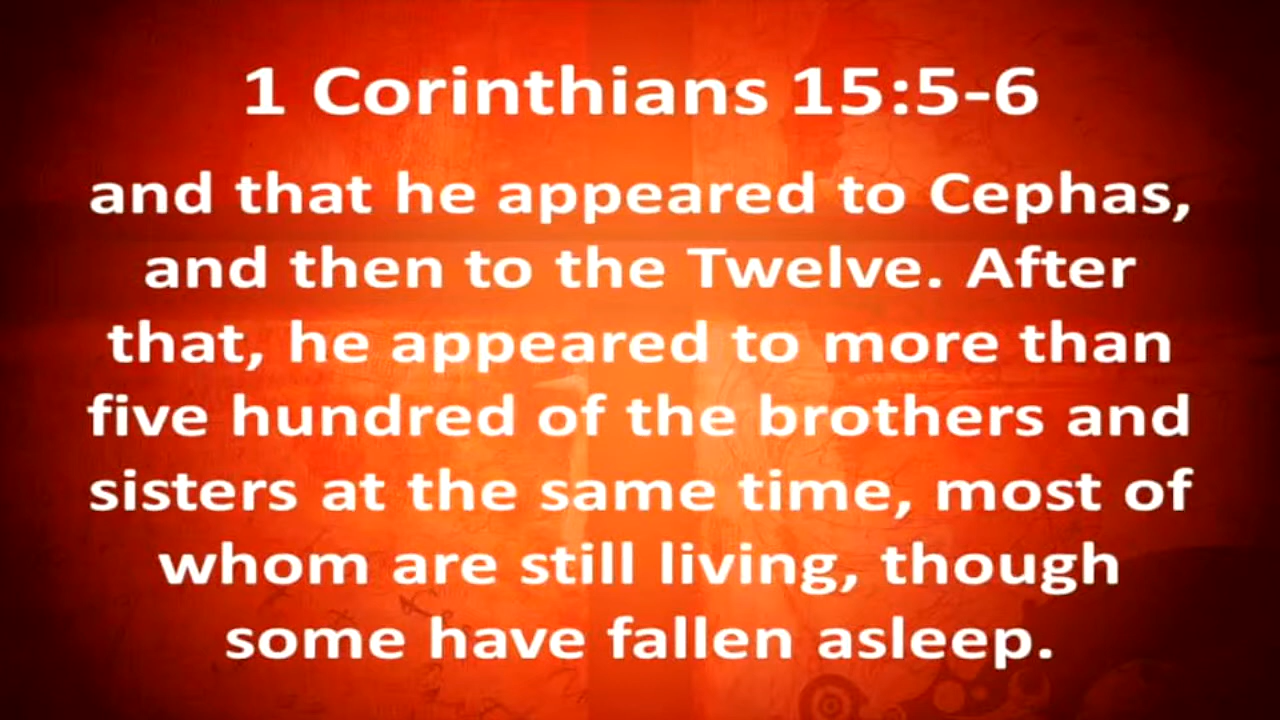 1 Corinthians 15:5-6
and that he appeared to Cephas,
and then to the Twelve. After
that, he appeared to more than
five hundred of the brothers and
sisters at the same time, most of
whom are still living, though
some have fallen asleep.